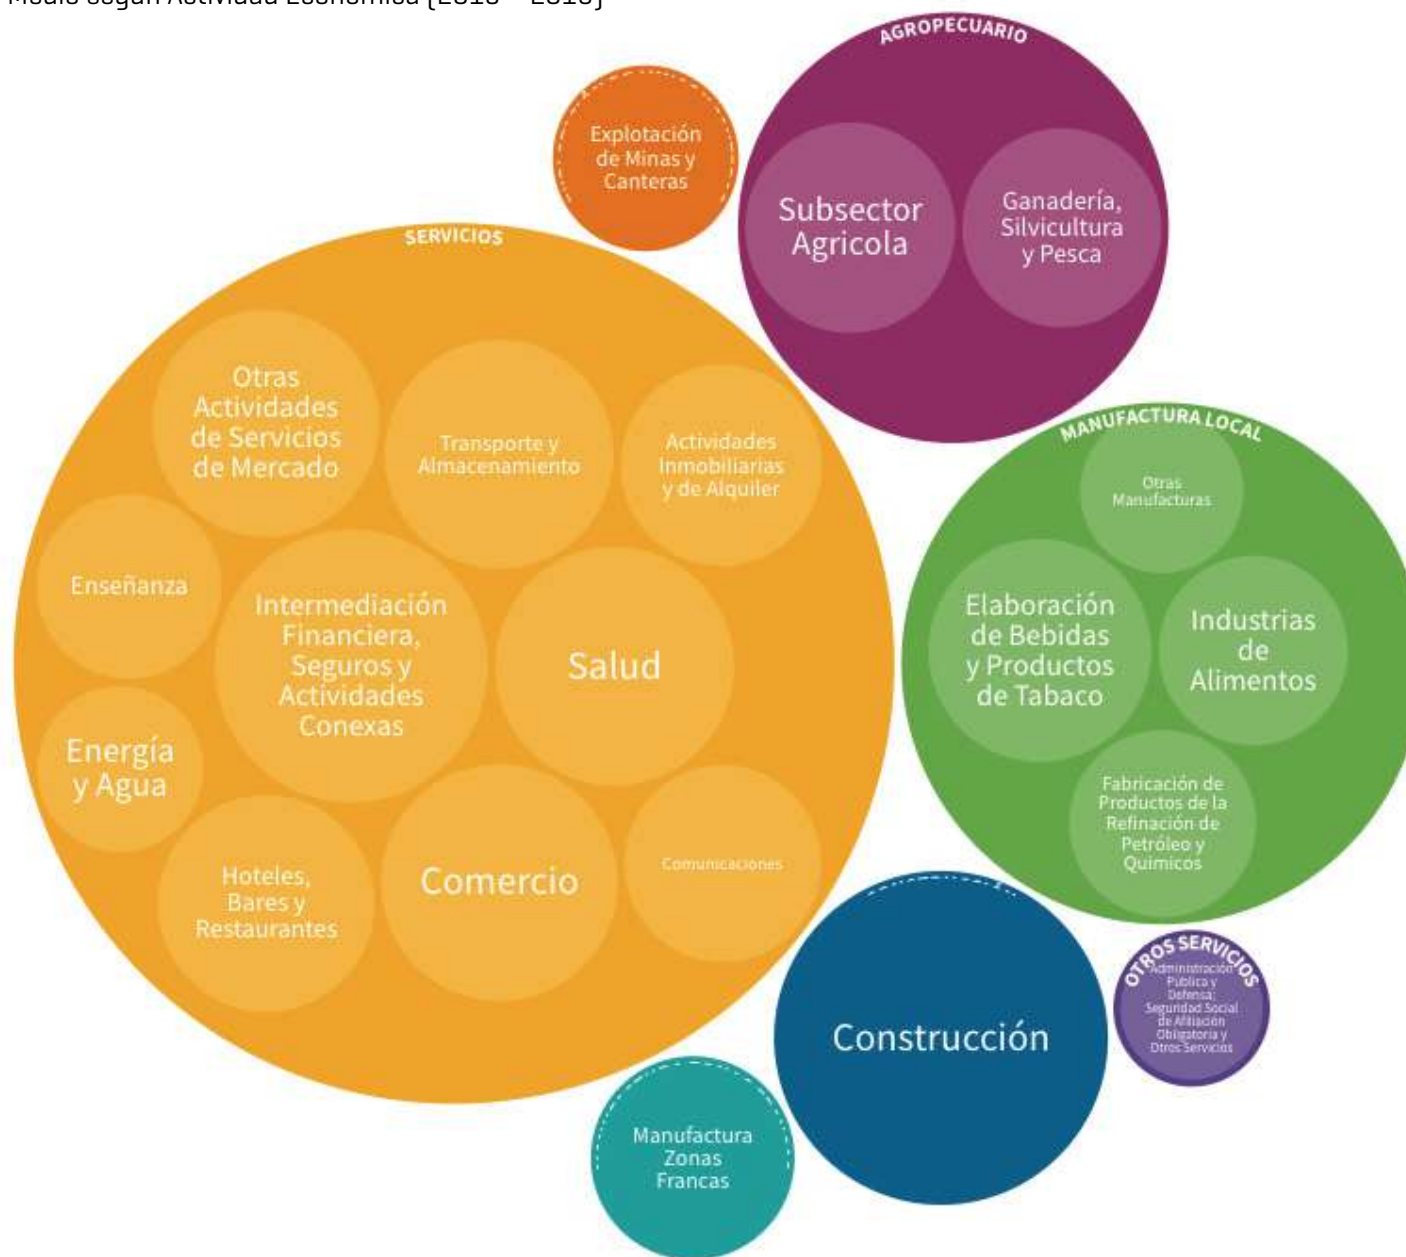 Medio según Actividad Económica (2010 – 2018)
AGROPECUARIO
Explotación
de Minas y
Canteras
Subsector
Agricola
Ganadería,
Silvicultura
y Pesca
SERVICIOS
Otras
Actividades
de Servicios
de Mercado
Transporte y
Almacenamiento
Actividades
Inmobiliarias
y de Alquiler
MANUFACTURA LOCAL
Otras
Manufacturas
Enseñanza
Intermediación
Financiera,
Seguros y
Actividades
Conexas
Salud
Elaboración
de Bebidas
y Productos
de Tabaco
Industrias
de
Alimentos
Energía
y Agua
Fabricación de
Productos de la
Refinación de
Petróleo y
Quimicos
Hoteles,
Bares y
Restaurantes
Comercio
Comunicaciones
OTROS SERVICIOS
Administración
Pública y
Defensa;
Seguridad Social
de Afiliación
Obligatoria y
Otros Servicios
Construcción
Manufactura
Zonas
Francas